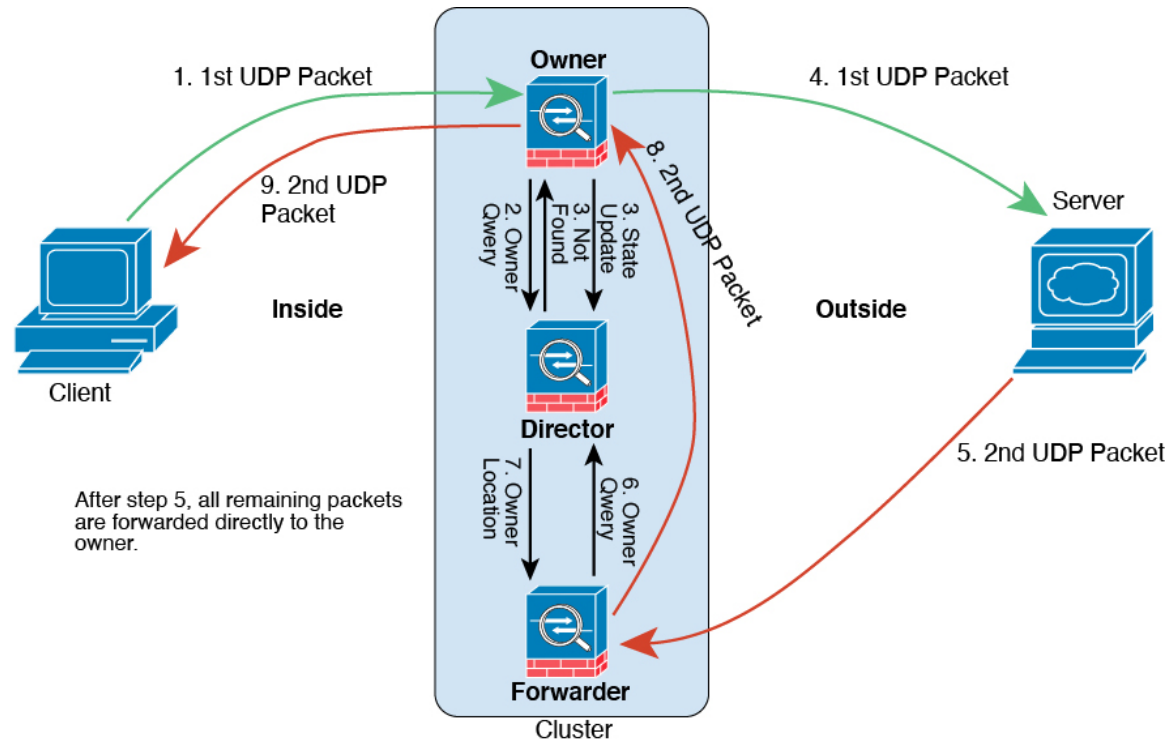 Owner
1. 1st UDP Packet
4. 1st UDP Packet
9. 2nd UDP
Packet
2. Owner
Qwery
3. Not
Found
3. State
Update
8. 2nd UDP Packet
Server
Inside
Outside
Client
Director
5. 2nd UDP Packet
After step 5, all remaining packets
are forwarded directly to the
owner.
7. Owner
Location
6. Owner
Qwery
Forwarder
Cluster